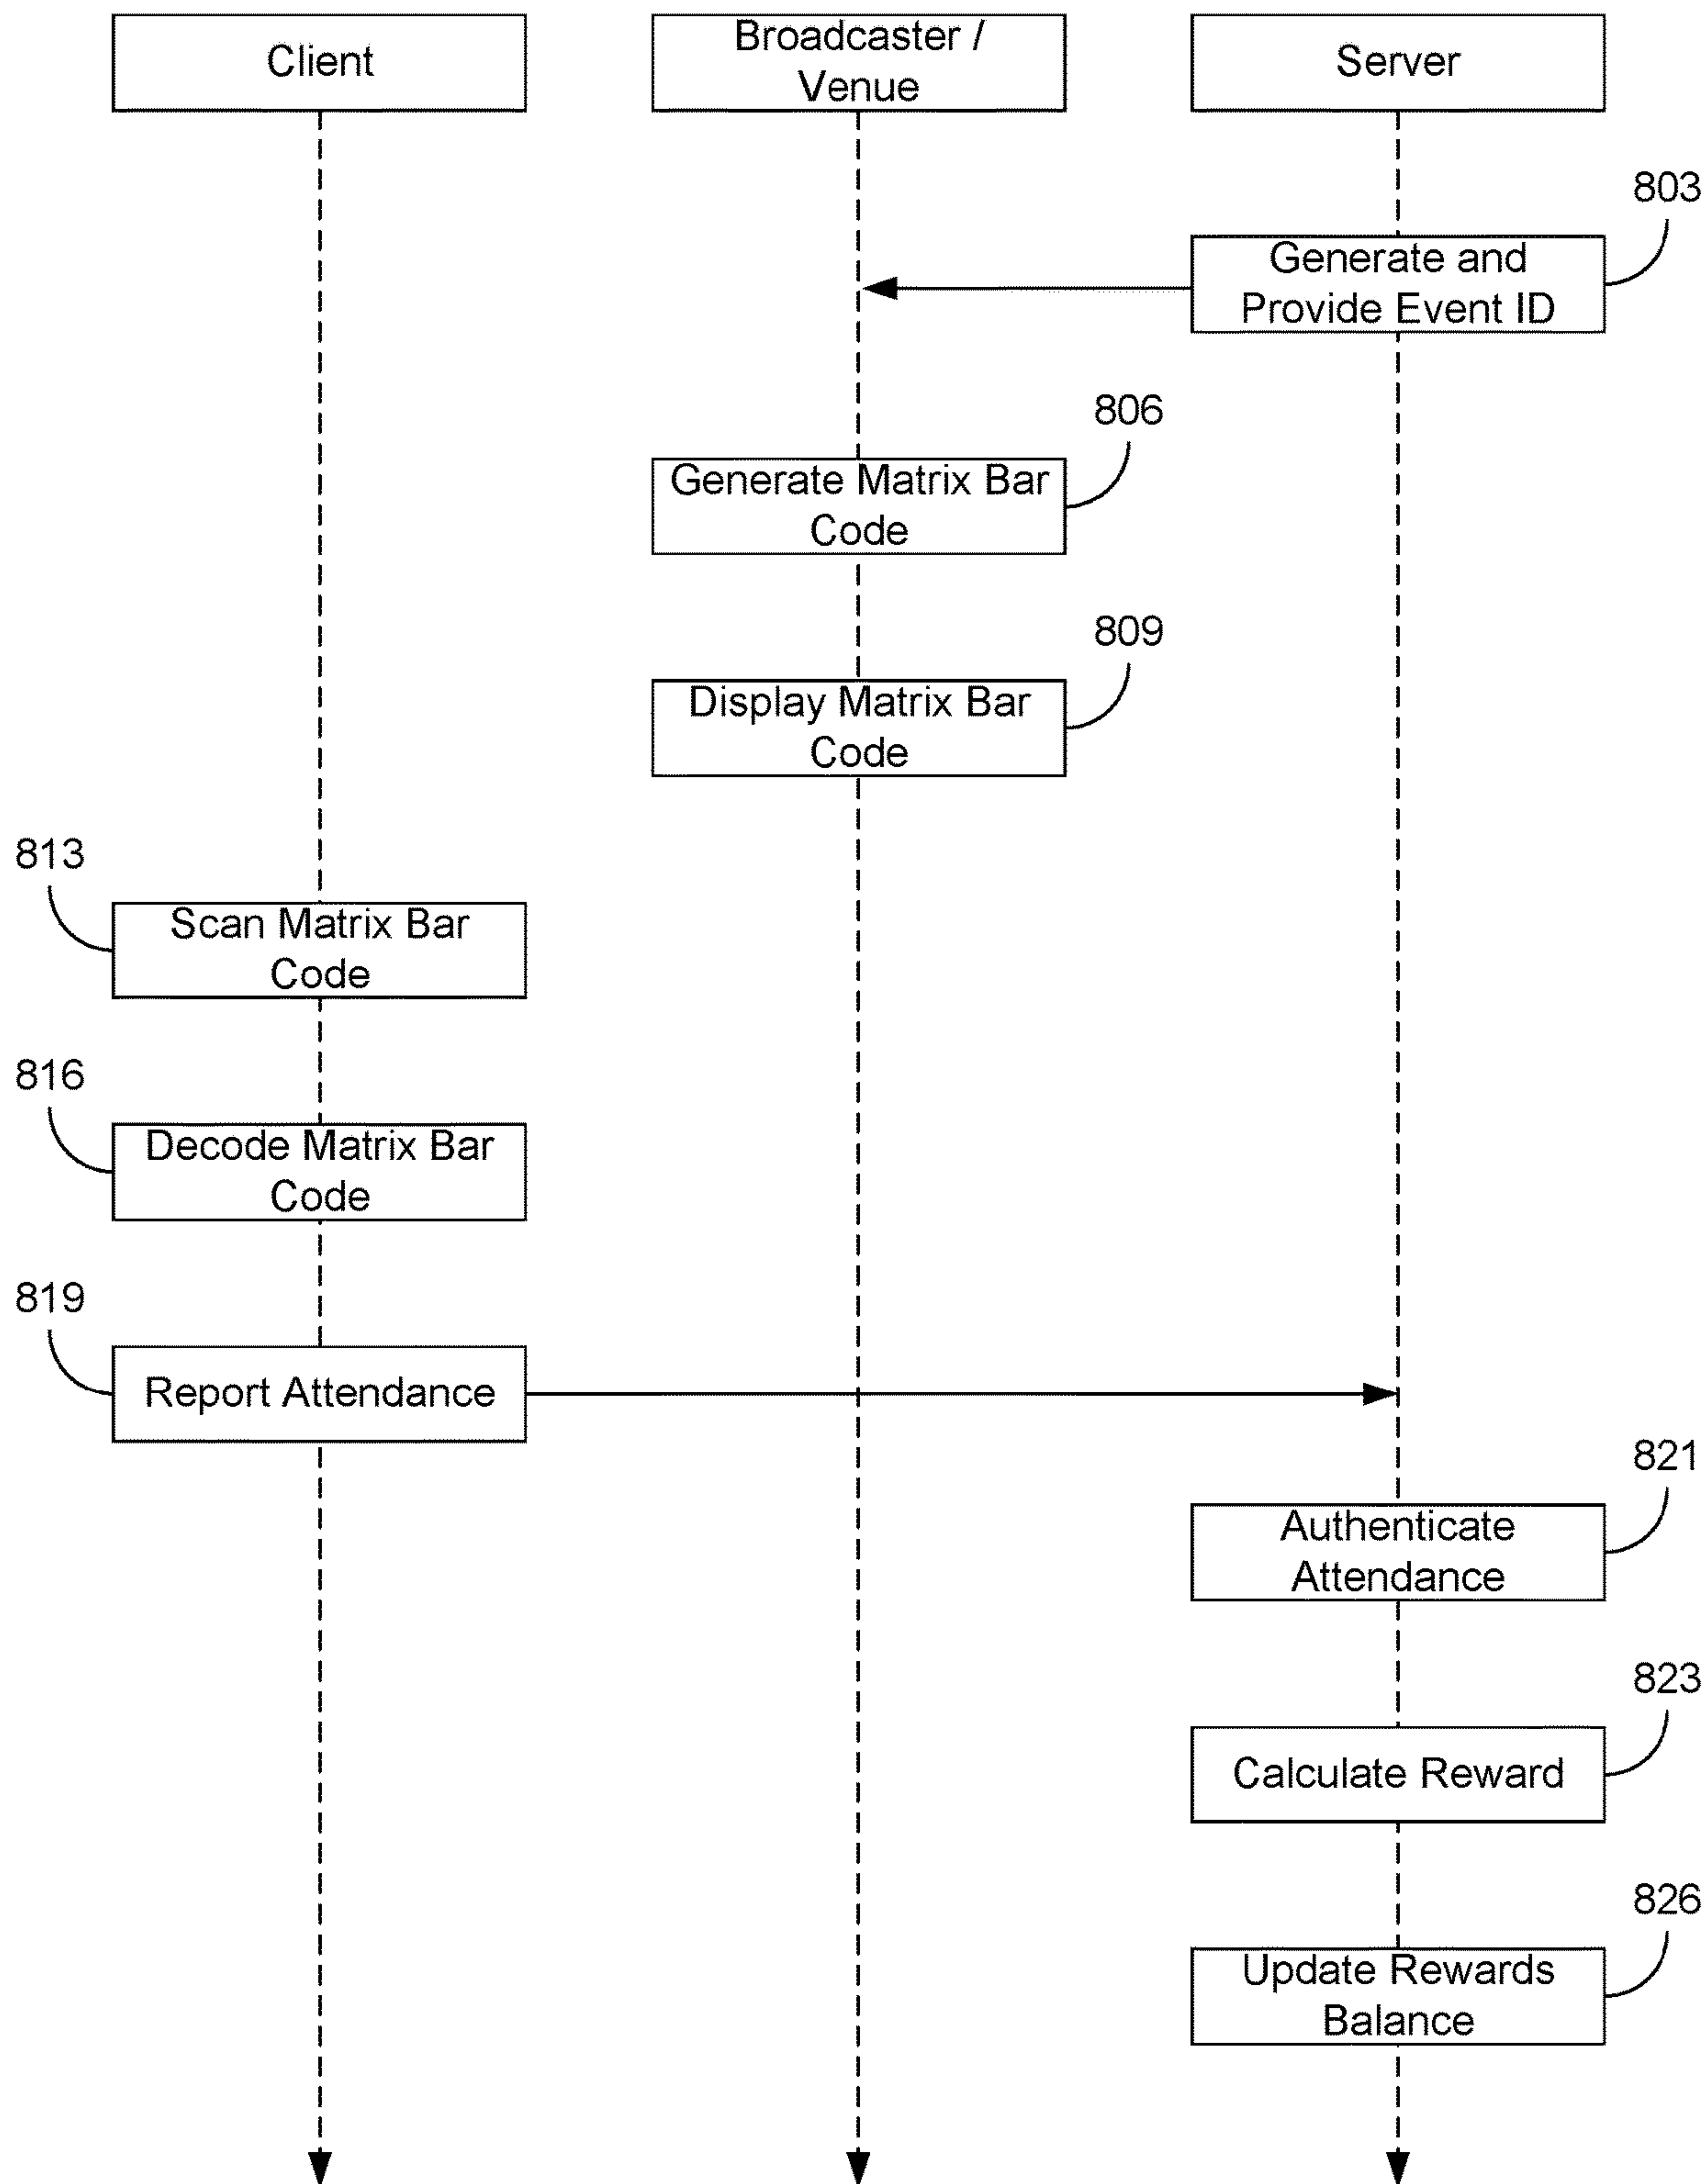 Client
Broadcaster /
Venue
Server
803
Generate and
Provide Event ID
806
Generate Matrix Bar
Code
809
Display Matrix Bar
Code
813
Scan Matrix Bar
Code
816
Decode Matrix Bar
Code
819
Report Attendance
821
Authenticate
Attendance
823
Calculate Reward
826
Update Rewards
Balance